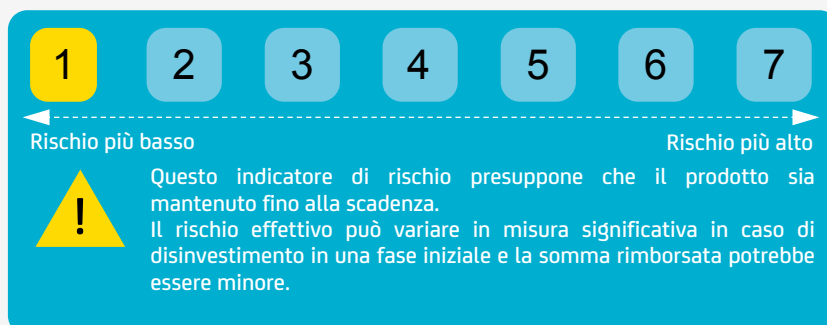 1 2 3 4 5 6 7
Rischio più basso Rischio più alto
Questo indicatore di rischio presuppone che il prodotto sia
mantenuto fino alla scadenza.
Il rischio effettivo può variare in misura significativa in caso di
disinvestimento in una fase iniziale e la somma rimborsata potrebbe
essere minore.
!